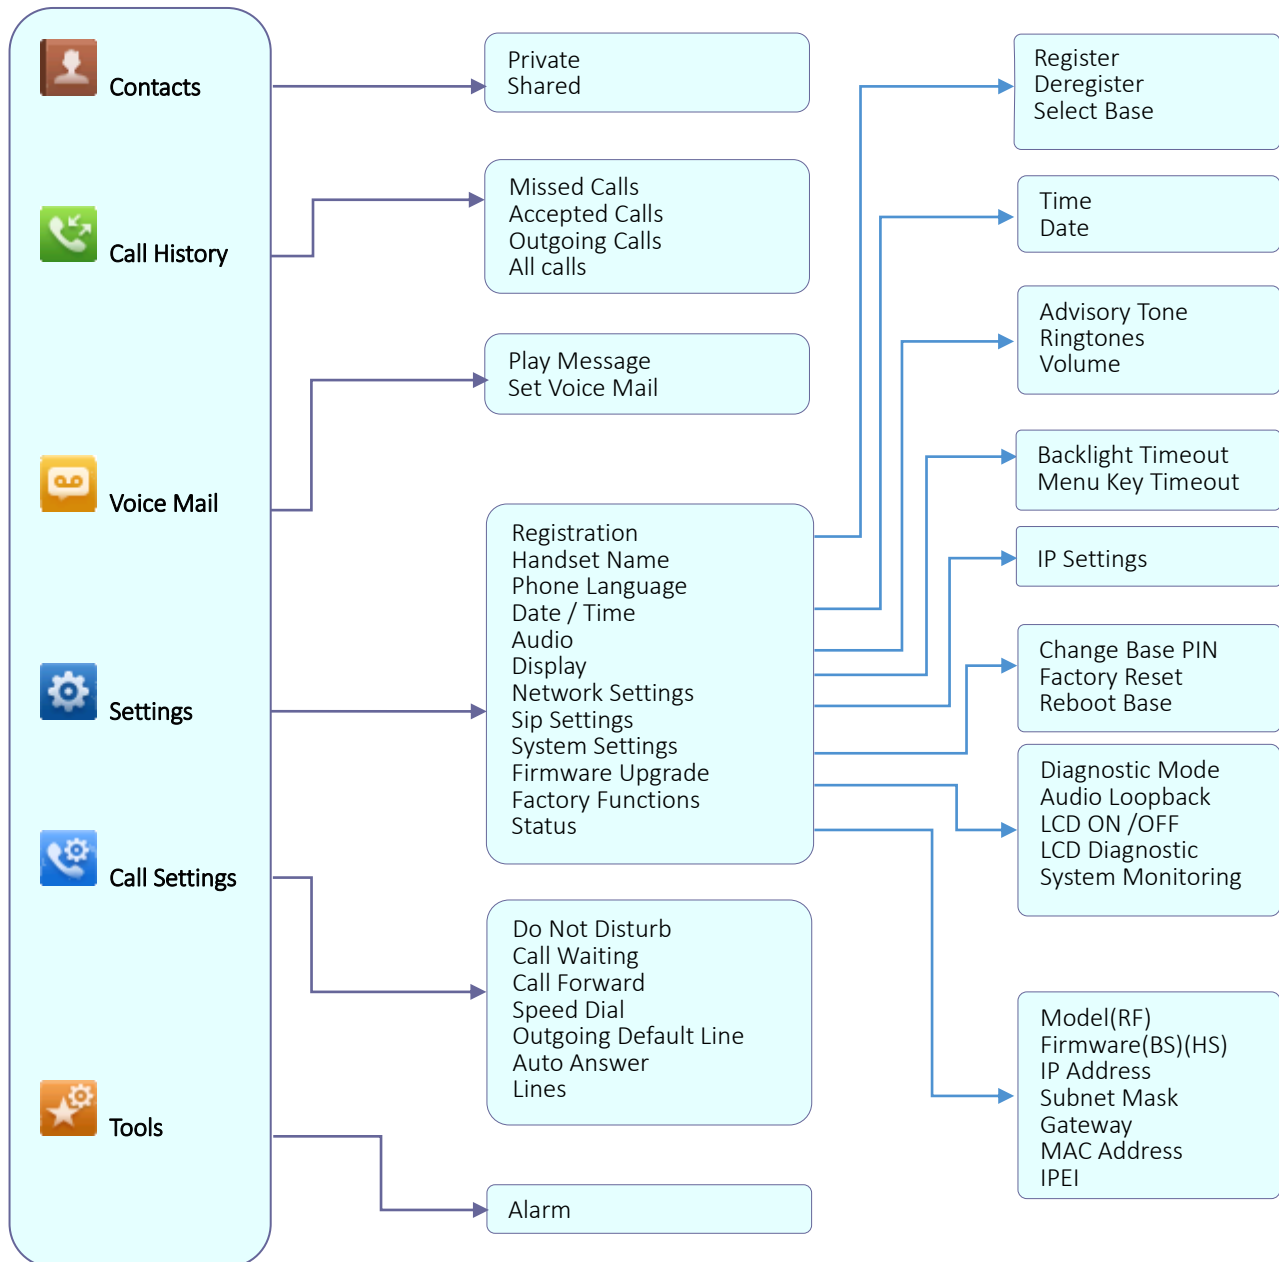 Contacts
Call History
Voice Mail
Settings
Call Settings
Tools
Private
Shared
Missed Calls
Accepted Calls
Outgoing Calls
All calls
Play Message
Set Voice Mail
Registration
Handset Name
Phone Language
Date / Time
Audio
Display
Network Settings
Sip Settings
System Settings
Firmware Upgrade
Factory Functions
Status
Do Not Disturb
Call Waiting
Call Forward
Speed Dial
Outgoing Default Line
Auto Answer
Lines
Alarm
Register
Deregister
Select Base
Time
Date
Advisory Tone
Ringtones
Volume
Backlight Timeout
Menu Key Timeout
IP Settings
Change Base PIN
Factory Reset
Reboot Base
Diagnostic Mode
Audio Loopback
LCD ON /OFF
LCD Diagnostic
System Monitoring
Model(RF)
Firmware(BS)(HS)
IP Address
Subnet Mask
Gateway
MAC Address
IPEI